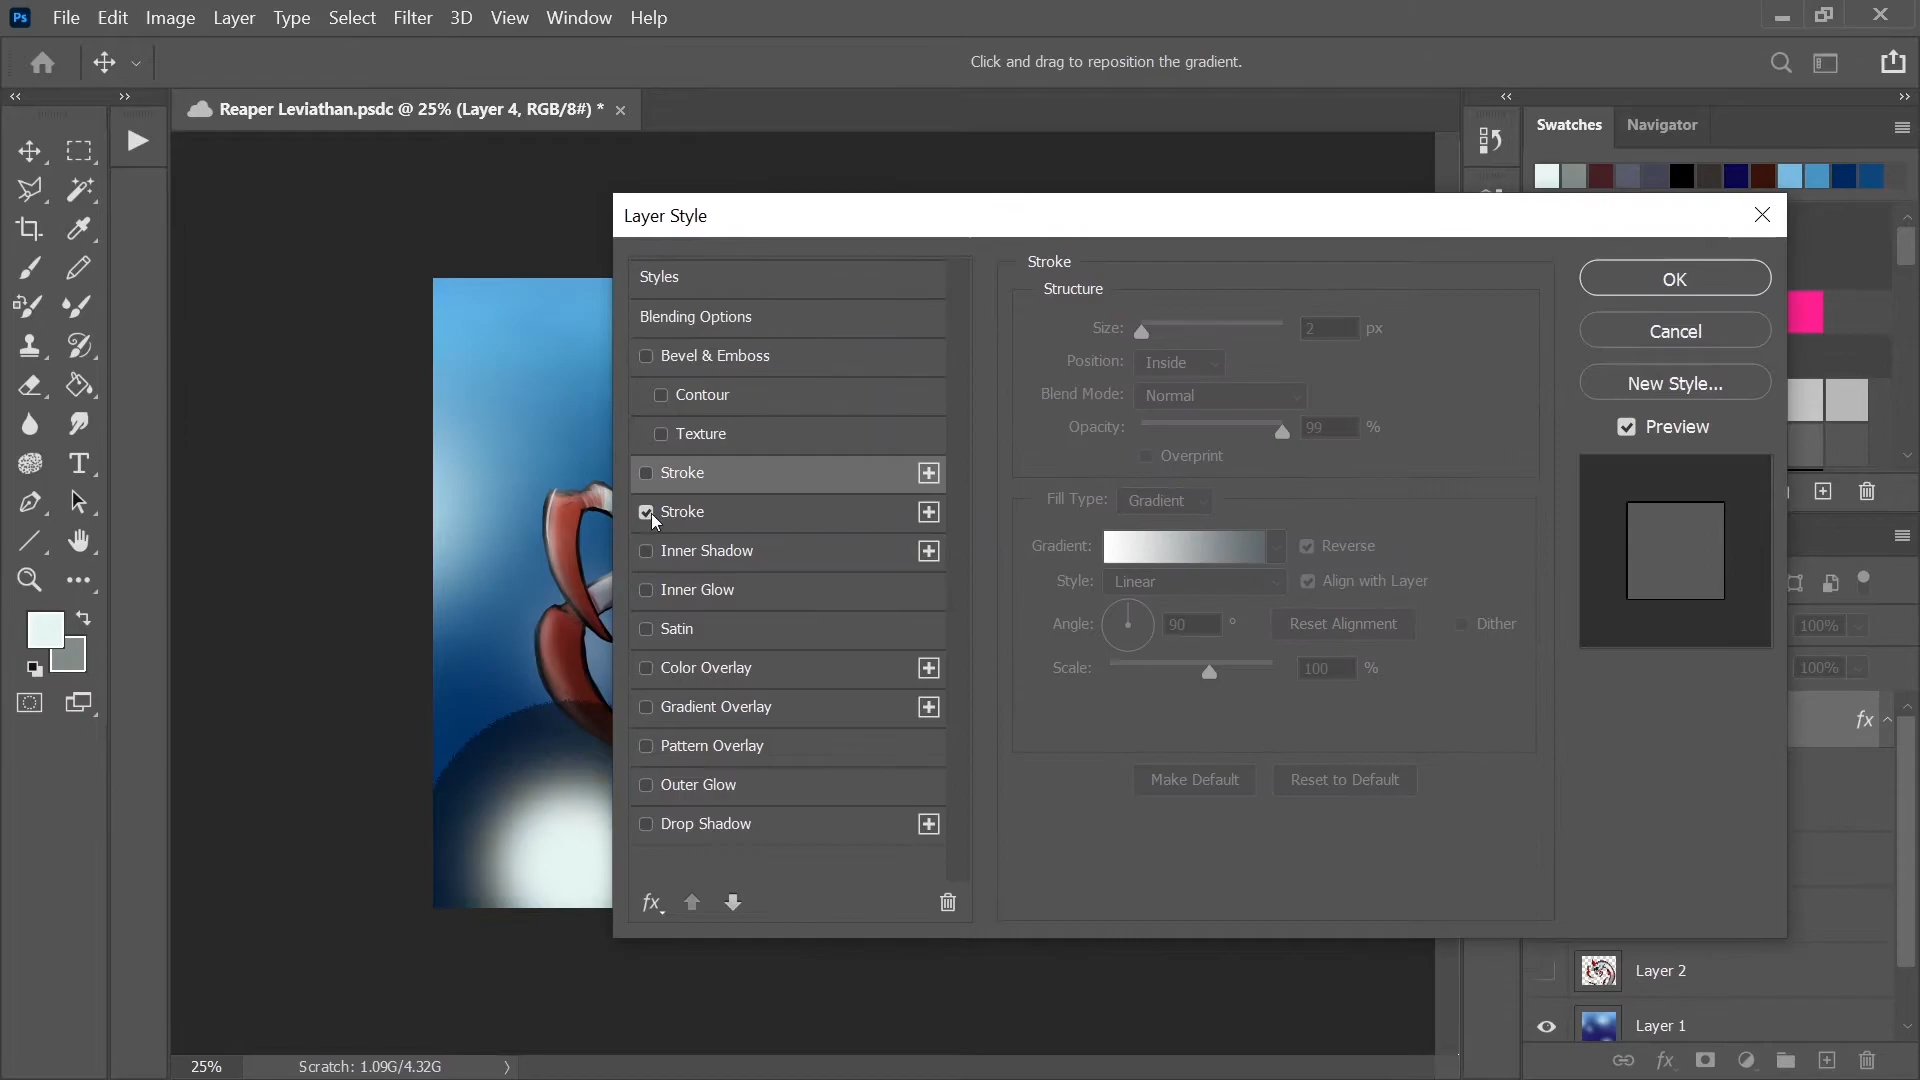 Ps File Edit Image Layer Type Select Filter 3D View Window Help
Click and drag to reposition the gradient.
Reaper Leviathan.psdc @ 25% (Layer 4, RGB/8#) *
Swatches Navigator
Layer Style
Styles
Blending Options
Bevel & Emboss
Contour
Texture
Stroke
Stroke
Inner Shadow
Inner Glow
Satin
Color Overlay
Gradient Overlay
Pattern Overlay
Outer Glow
Drop Shadow
fx
Stroke
Structure
Size: 2 px
Position: Inside
Blend Mode: Normal
Opacity: 99 %
Overprint
Fill Type: Gradient
Gradient: Reverse
Style: Linear Align with Layer
Angle: 90 ° Reset Alignment Dither
Scale: 100 %
Make Default Reset to Default
OK
Cancel
New Style...
Preview
100%
100%
fx
Layer 2
Layer 1
fx
25% Scratch: 1.09G/4.32G